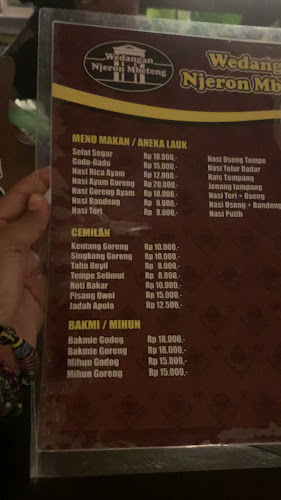 Wedangan
Njeron Mbeteng
Wedangan
Njeron Mbe
MENU MAKAN / ANEKA LAUK
Selat Segar Rp 18.000,-
Gado-Gado Rp 15.000,-
Nasi Rica Ayam Rp 12.000,-
Nasi Ayam Goreng Rp 20.000,-
Nasi Goreng Ayam Rp 18.000,-
Nasi Bandeng Rp 8.000,-
Nasi Teri Rp 8.000,-
Nasi Oseng Tempe
Nasi Telur Dadar
Nais Tumpang
Jenang tumpang
Nasi Teri + Oseng
Nasi Oseng + Bandeng
Nasi Putih
CEMILAN
Kentang Goreng Rp 10.000,-
Singkong Goreng Rp 10.000,-
Tahu Unyil Rp 8.000,-
Tempe Selimut Rp 8.000,-
Roti Bakar Rp 10.000,-
Pisang Owol Rp 15.000,-
Jadah Apolo Rp 12.500,-
BAKMI / MIHUN
Bakmie Godog Rp 18.000,-
Bakmie Goreng Rp 18.000,-
Mihun Godog Rp 15.000,-
Mihun Goreng Rp 15.000,-